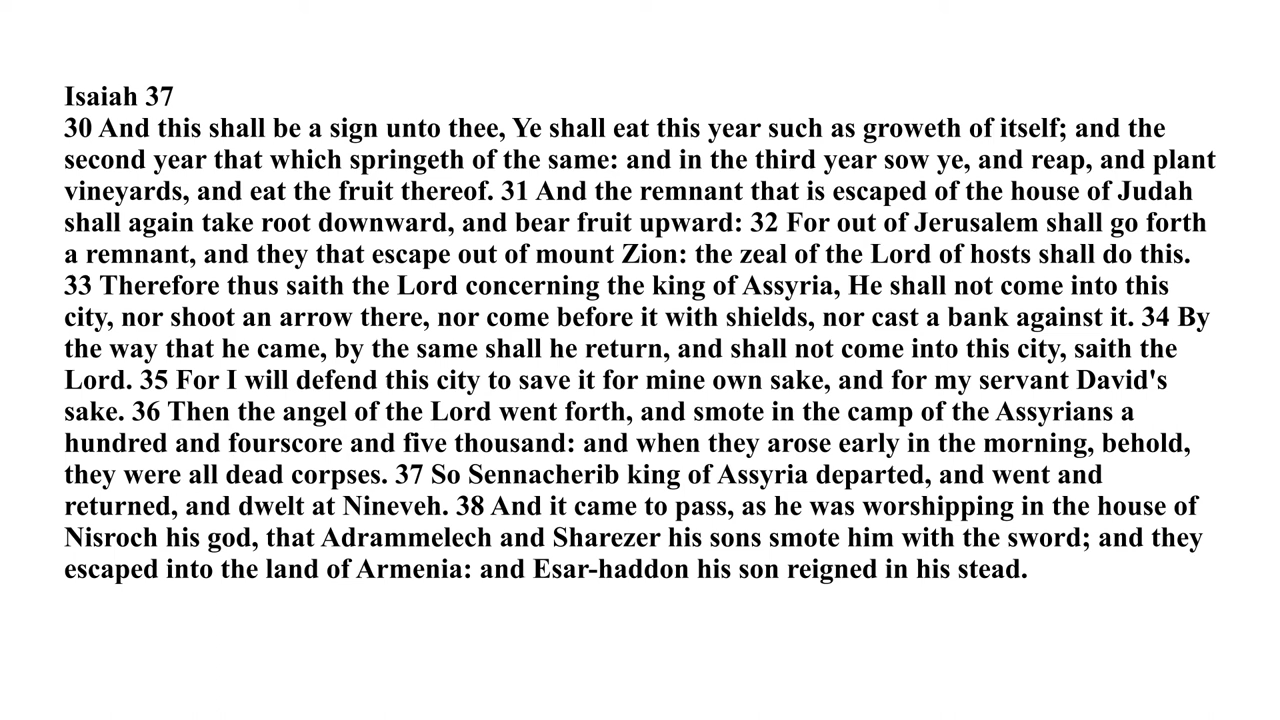 Isaiah 37
30 And this shall be a sign unto thee, Ye shall eat this year such as groweth of itself; and the
second year that which springeth of the same: and in the third year sow ye, and reap, and plant
vineyards, and eat the fruit thereof. 31 And the remnant that is escaped of the house of Judah
shall again take root downward, and bear fruit upward: 32 For out of Jerusalem shall go forth
a remnant, and they that escape out of mount Zion: the zeal of the Lord of hosts shall do this.
33 Therefore thus saith the Lord concerning the king of Assyria, He shall not come into this
city, nor shoot an arrow there, nor come before it with shields, nor cast a bank against it. 34 By
the way that he came, by the same shall he return, and shall not come into this city, saith the
Lord. 35 For I will defend this city to save it for mine own sake, and for my servant David's
sake. 36 Then the angel of the Lord went forth, and smote in the camp of the Assyrians a
hundred and fourscore and five thousand: and when they arose early in the morning, behold,
they were all dead corpses. 37 So Sennacherib king of Assyria departed, and went and
returned, and dwelt at Nineveh. 38 And it came to pass, as he was worshipping in the house of
Nisroch his god, that Adrammelech and Sharezer his sons smote him with the sword; and they
escaped into the land of Armenia: and Esar-haddon his son reigned in his stead.